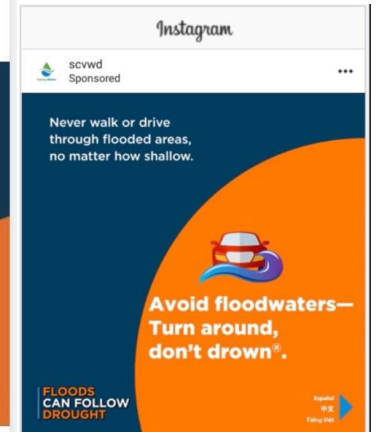 Instagram
scvwd
Sponsored
Never walk or drive
through flooded areas,
no matter how shallow.
Avoid floodwaters—
Turn around,
don't drown®.
FLOODS
CAN FOLLOW
DROUGHT
Español
中文
Tiếng Việt